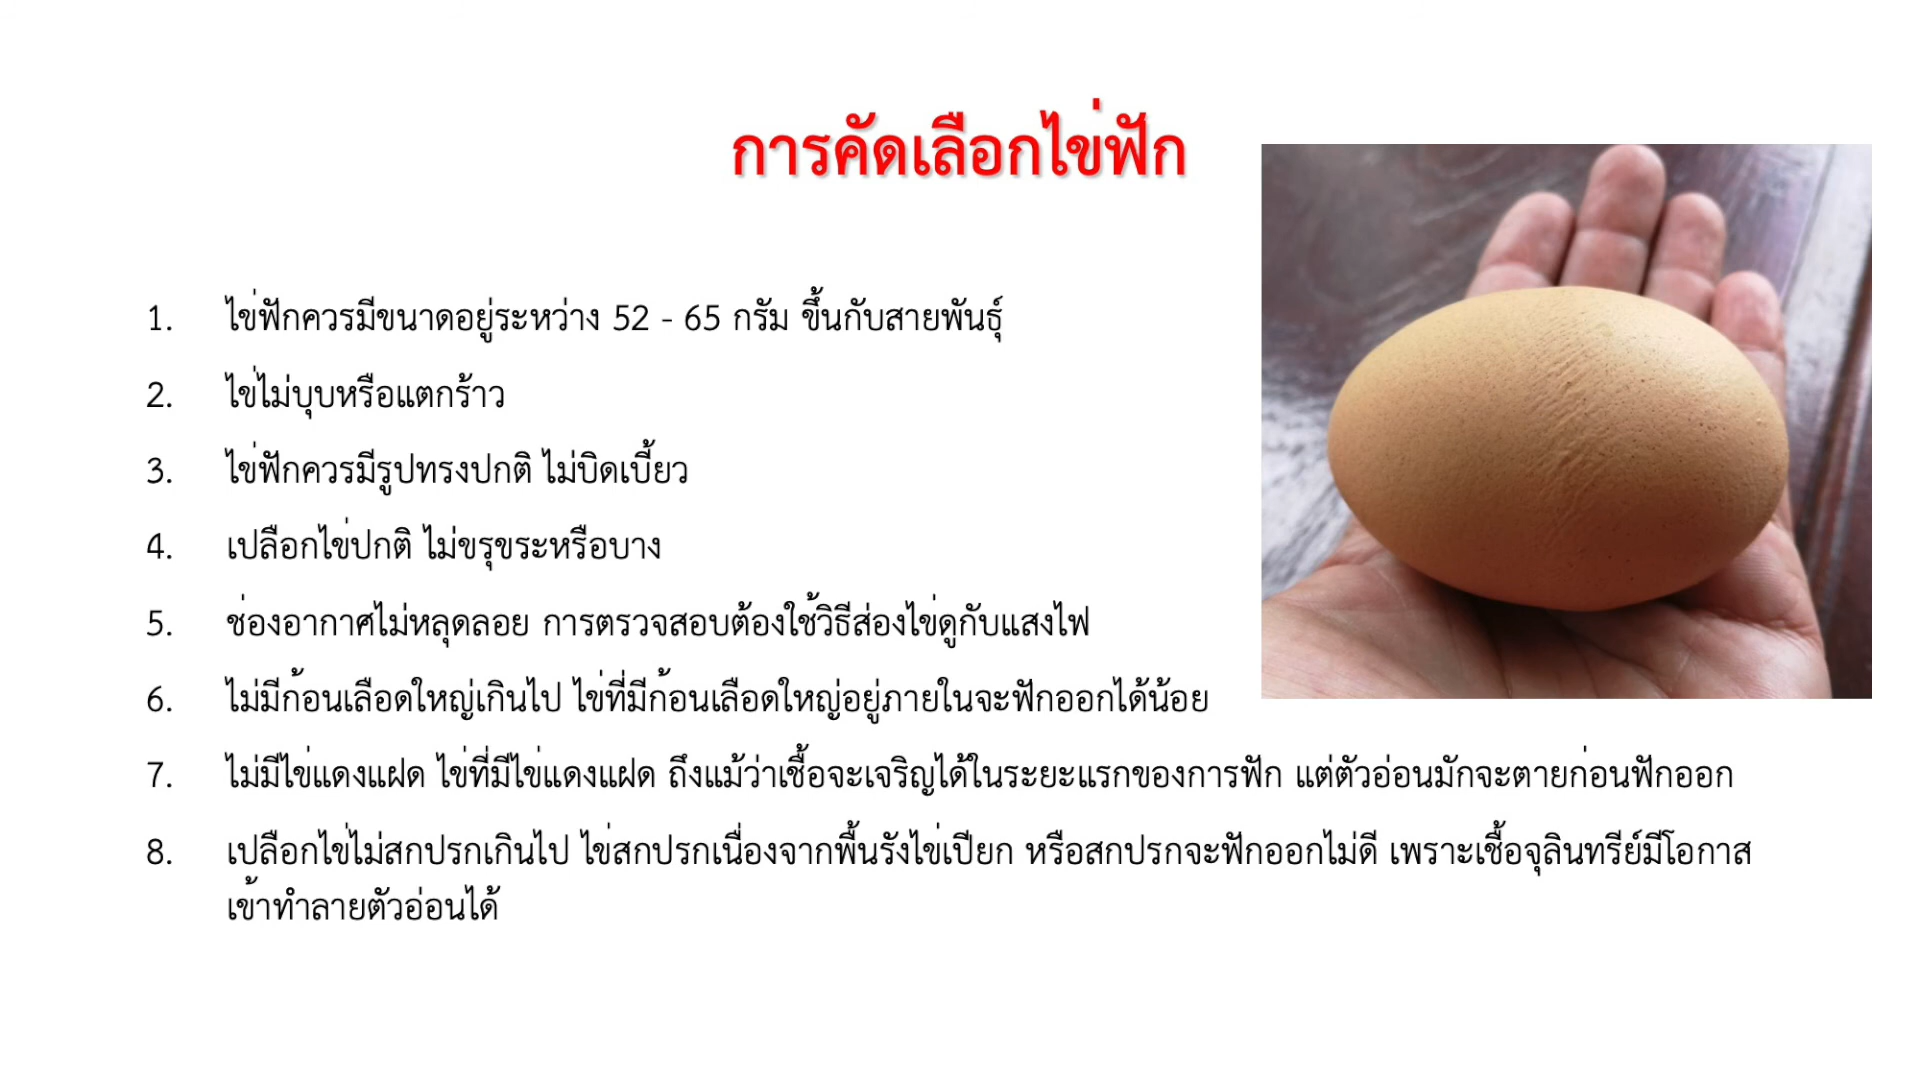 การคัดเลือกไข่ฟัก
1. ไข่ฟักควรมีขนาดอยู่ระหว่าง 52 - 65 กรัม ขึ้นกับสายพันธุ์
2. ไข่ไม่บุบหรือแตกร้าว
3. ไข่ฟักควรมีรูปทรงปกติ ไม่บิดเบี้ยว
4. เปลือกไข่ปกติ ไม่ขรุขระหรือบาง
5. ช่องอากาศไม่หลุดลอย การตรวจสอบต้องใช้วิธีส่องไข่ดูกับแสงไฟ
6. ไม่มีก้อนเลือดใหญ่เกินไป ไข่ที่มีก้อนเลือดใหญ่อยู่ภายในจะฟักออกได้น้อย
7. ไม่มีไข่แดงแฝด ไข่ที่มีไข่แดงแฝด ถึงแม้ว่าเชื้อจะเจริญได้ในระยะแรกของการฟัก แต่ตัวอ่อนมักจะตายก่อนฟักออก
8. เปลือกไข่ไม่สกปรกเกินไป ไข่สกปรกเนื่องจากพื้นรังไข่เปียก หรือสกปรกจะฟักออกไม่ดี เพราะเชื้อจุลินทรีย์มีโอกาส
เข้าทำลายตัวอ่อนได้